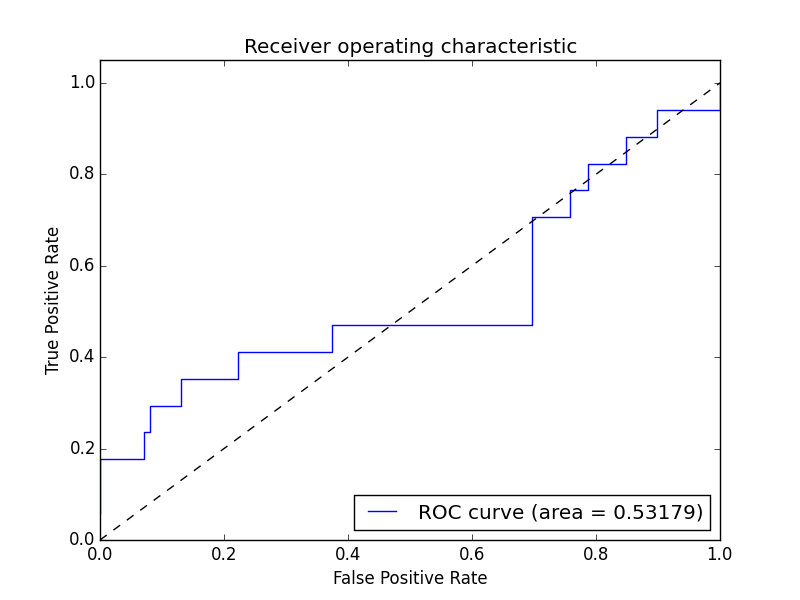 Receiver operating characteristic
1.0
0.8
0.6
0.4
0.2
0.0
True Positive Rate
ROC curve (area = 0.53179)
0.0 0.2 0.4 0.6 0.8 1.0
False Positive Rate